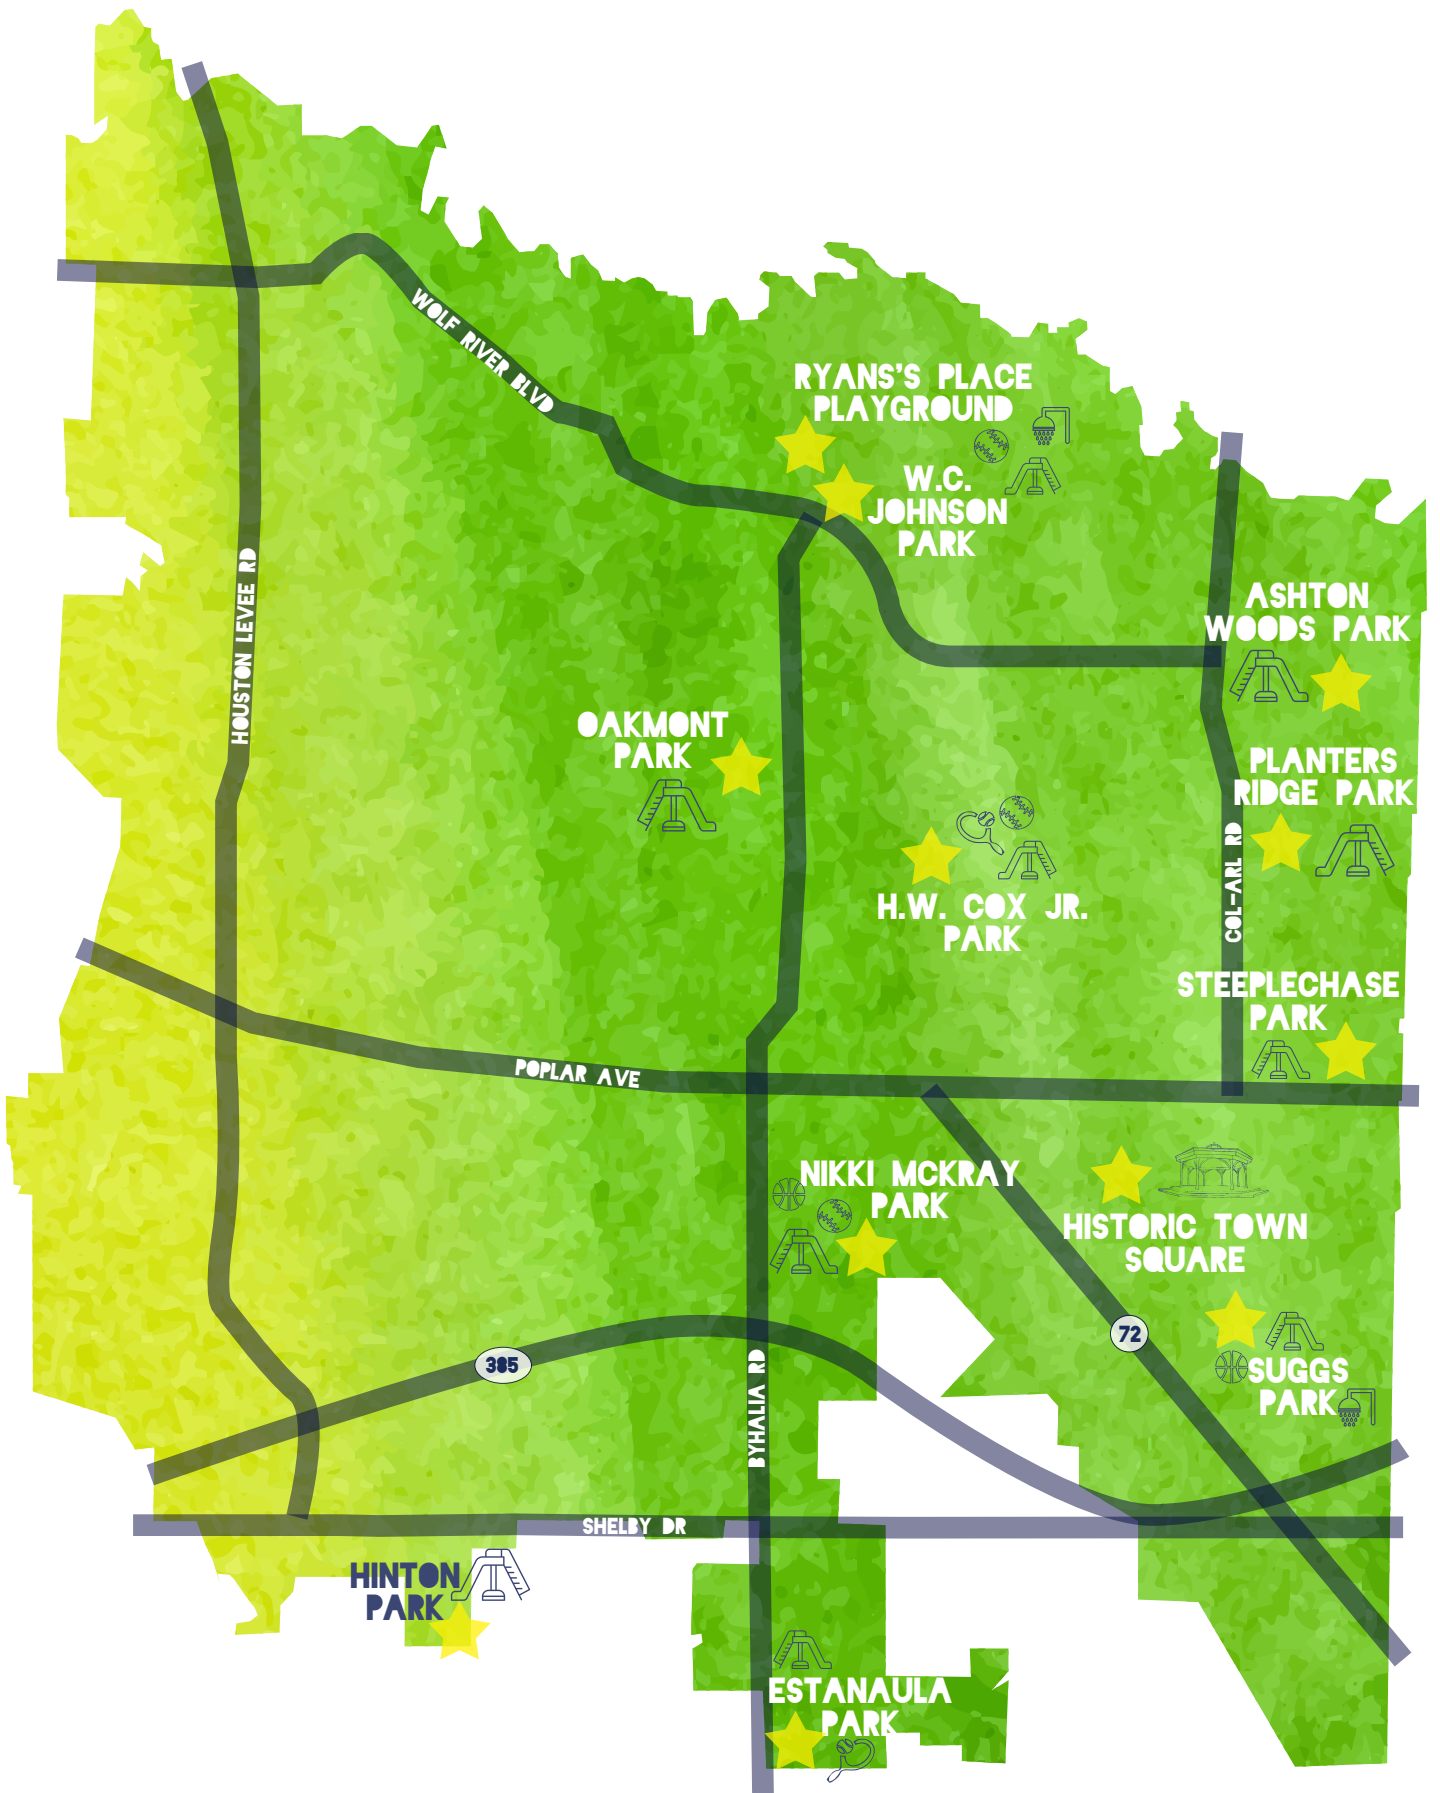 WOLF RIVER BLVD
RYANS'S PLACE
PLAYGROUND
W.C.
JOHNSON
PARK
HOUSTON LEVEE RD
ASHTON
WOODS PARK
OAKMONT
PARK
PLANTERS
RIDGE PARK
COL-ARL RD
H.W. COX JR.
PARK
STEEPLECHASE
PARK
POPLAR AVE
NIKKI MCKRAY
PARK
HISTORIC TOWN
SQUARE
72
385
BYHALIA RD
SUGGS
PARK
SHELBY DR
HINTON
PARK
ESTANAULA
PARK